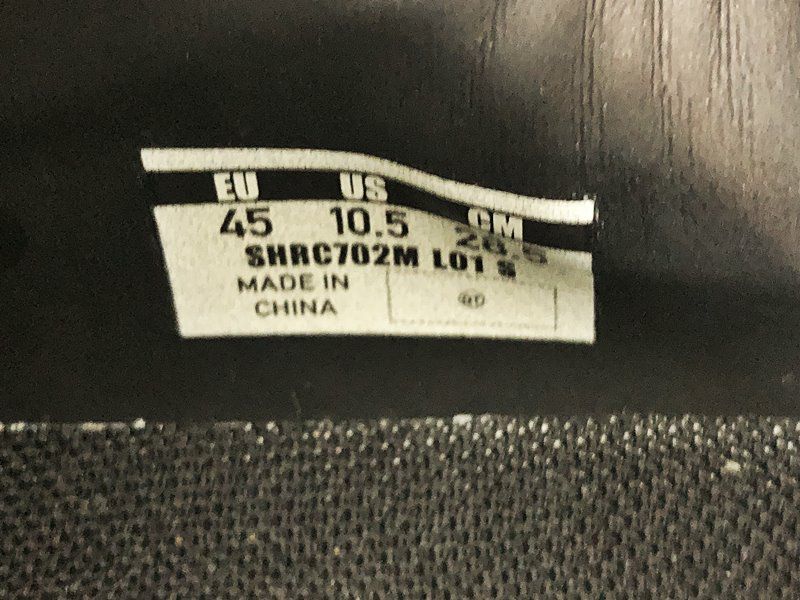 EU US CM
45 10.5 28.5
SHRC702M L01 S
MADE IN
CHINA